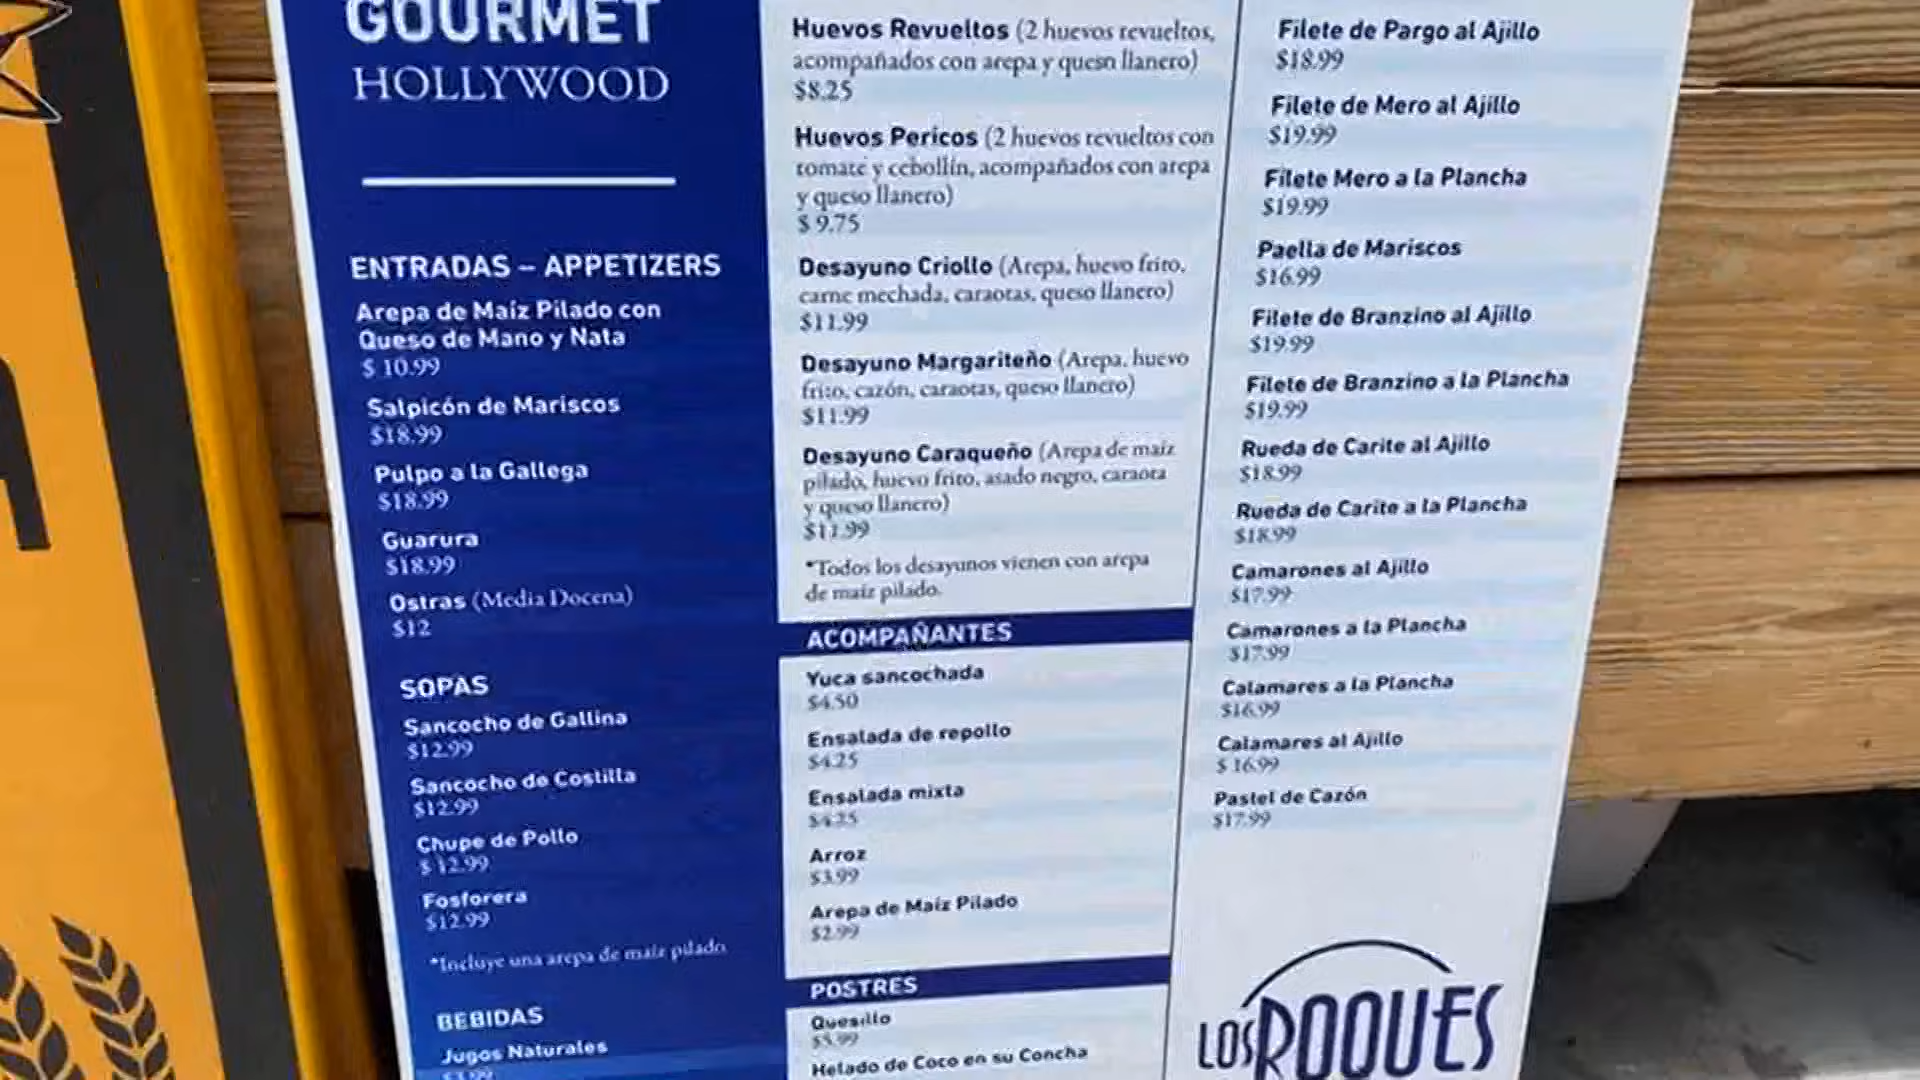 GOURMET
HOLLYWOOD
ENTRADAS – APPETIZERS
Arepa de Maíz Pilado con
Queso de Mano y Nata
$ 10.99
Salpicón de Mariscos
$18.99
Pulpo a la Gallega
$18.99
Guarura
$18.99
Ostras (Media Docena)
$12
SOPAS
Sancocho de Gallina
$12.99
Sancocho de Costilla
$12.99
Chupe de Pollo
$ 12.99
Fosforera
$12.99
*Incluye una arepa de maíz pilado
BEBIDAS
Jugos Naturales
Huevos Revueltos (2 huevos revueltos,
acompañados con arepa y queso llanero)
$8.25
Huevos Pericos (2 huevos revueltos con
tomate y cebollín, acompañados con arepa
y queso llanero)
$ 9.75
Desayuno Criollo (Arepa, huevo frito,
carne mechada, caraotas, queso llanero)
$11.99
Desayuno Margariteño (Arepa, huevo
frito, cazón, caraotas, queso llanero)
$11.99
Desayuno Caraqueño (Arepa de maíz
pilado, huevo frito, asado negro, caraota
y queso llanero)
$11.99
*Todos los desayunos vienen con arepa
de maíz pilado.
ACOMPAÑANTES
Yuca sancochada
$4.50
Ensalada de repollo
$4.25
Ensalada mixta
$4.25
Arroz
$3.99
Arepa de Maíz Pilado
$2.99
POSTRES
Quesillo
$5.99
Helado de Coco en su Concha
Filete de Pargo al Ajillo
$18.99
Filete de Mero al Ajillo
$19.99
Filete Mero a la Plancha
$19.99
Paella de Mariscos
$16.99
Filete de Branzino al Ajillo
$19.99
Filete de Branzino a la Plancha
$19.99
Rueda de Carite al Ajillo
$18.99
Rueda de Carite a la Plancha
$18.99
Camarones al Ajillo
$17.99
Camarones a la Plancha
$17.99
Calamares a la Plancha
$16.99
Calamares al Ajillo
$ 16.99
Pastel de Cazón
$17.99
LOS ROQUES